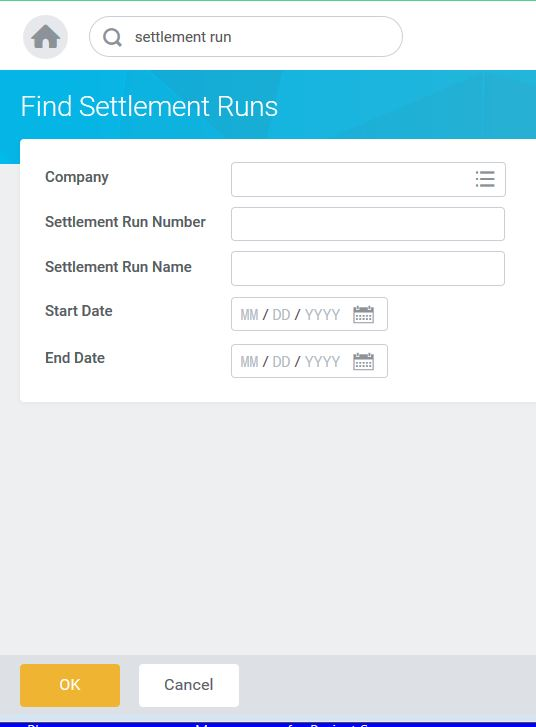 settlement run
Find Settlement Runs
Company
Settlement Run Number
Settlement Run Name
Start Date MM / DD / YYYY
End Date MM / DD / YYYY
OK Cancel